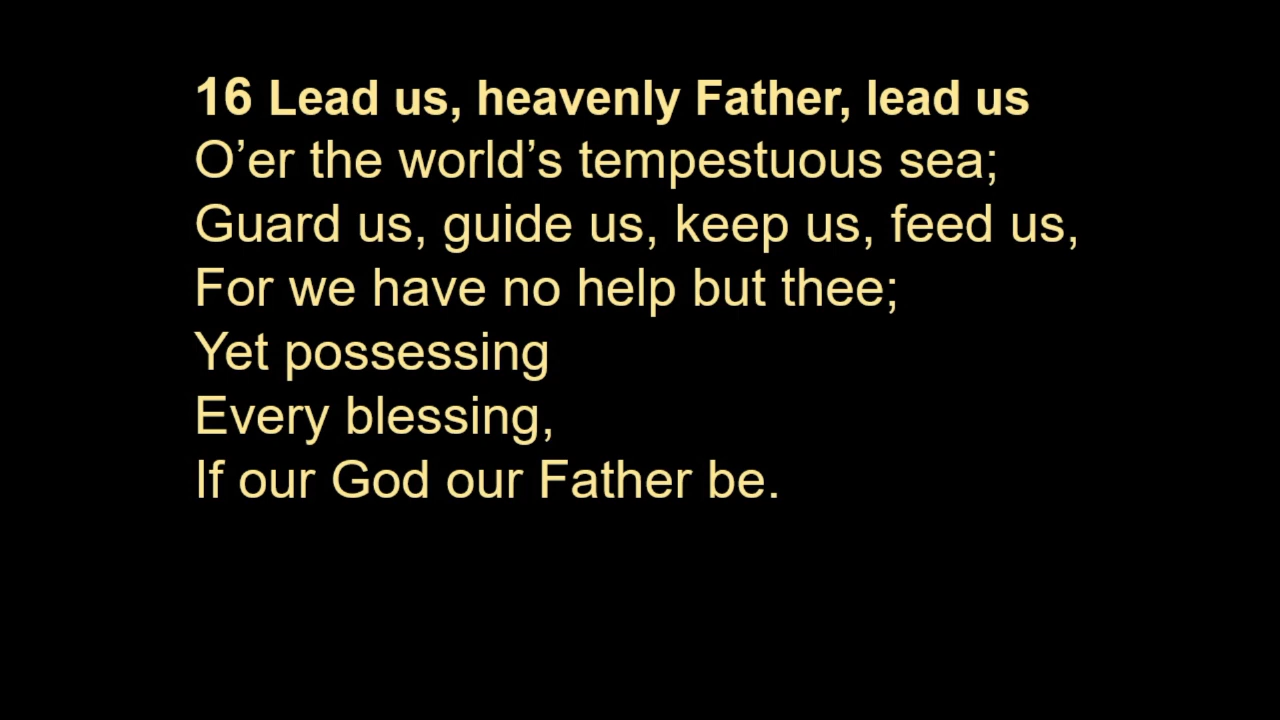 16 Lead us, heavenly Father, lead us
O’er the world’s tempestuous sea;
Guard us, guide us, keep us, feed us,
For we have no help but thee;
Yet possessing
Every blessing,
If our God our Father be.